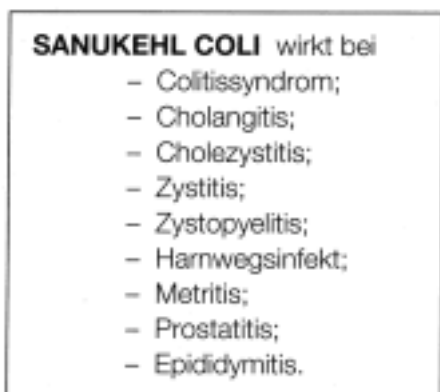 SANUKEHL COLI wirkt bei
– Colitissyndrom;
– Cholangitis;
– Cholezystitis;
– Zystitis;
– Zystopyelitis;
– Harnwegsinfekt;
– Metritis;
– Prostatitis;
– Epididymitis.